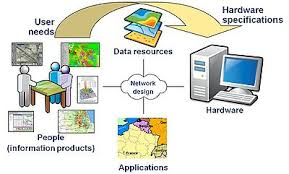 User
needs
Hardware
specifications
Data resources
Network
design
Hardware
People
(information products)
Applications